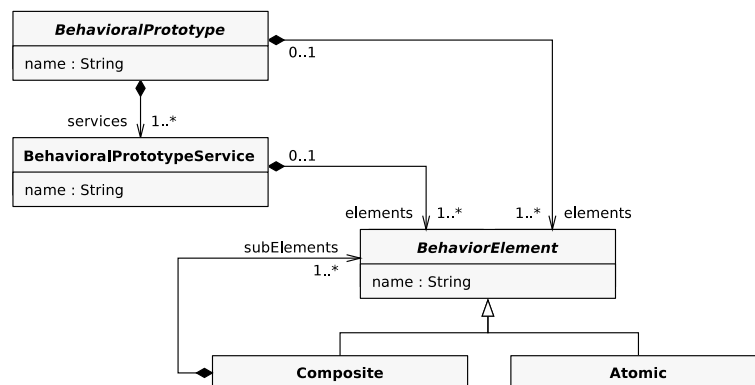 BehavioralPrototype
name : String
0..1
services
1..*
BehavioralPrototypeService
name : String
0..1
elements
1..*
1..*
elements
subElements
1..*
BehaviorElement
name : String
Composite
Atomic